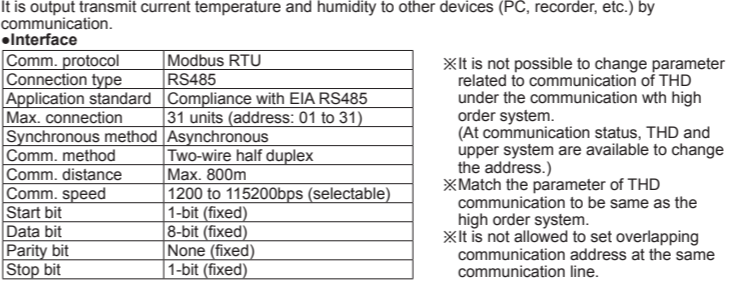 It is output transmit current temperature and humidity to other devices (PC, recorder, etc.) by
communication.
●Interface
Comm. protocol Modbus RTU
Connection type RS485
Application standard Compliance with EIA RS485
Max. connection 31 units (address: 01 to 31)
Synchronous method Asynchronous
Comm. method Two-wire half duplex
Comm. distance Max. 800m
Comm. speed 1200 to 115200bps (selectable)
Start bit 1-bit (fixed)
Data bit 8-bit (fixed)
Parity bit None (fixed)
Stop bit 1-bit (fixed)
※It is not possible to change parameter
related to communication of THD
under the communication wth high
order system.
(At communication status, THD and
upper system are available to change
the address.)
※Match the parameter of THD
communication to be same as the
high order system.
※It is not allowed to set overlapping
communication address at the same
communication line.